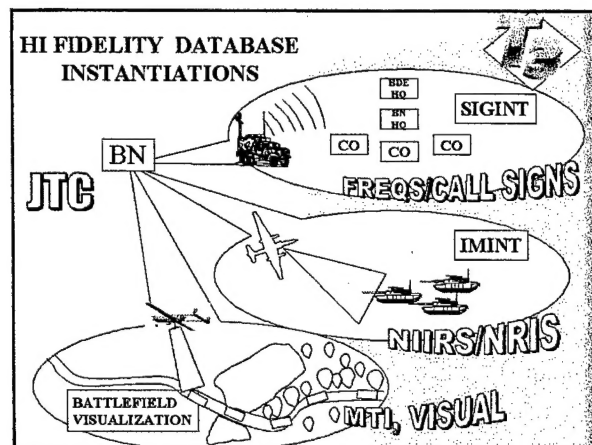 HI FIDELITY DATABASE
INSTANTIATIONS
BDE
HQ
SIGINT
BN
HQ
CO
CO
CO
BN
JTC
FREQS/CALL SIGNS
IMINT
NIIRS/NRIS
BATTLEFIELD
VISUALIZATION
MTI, VISUAL